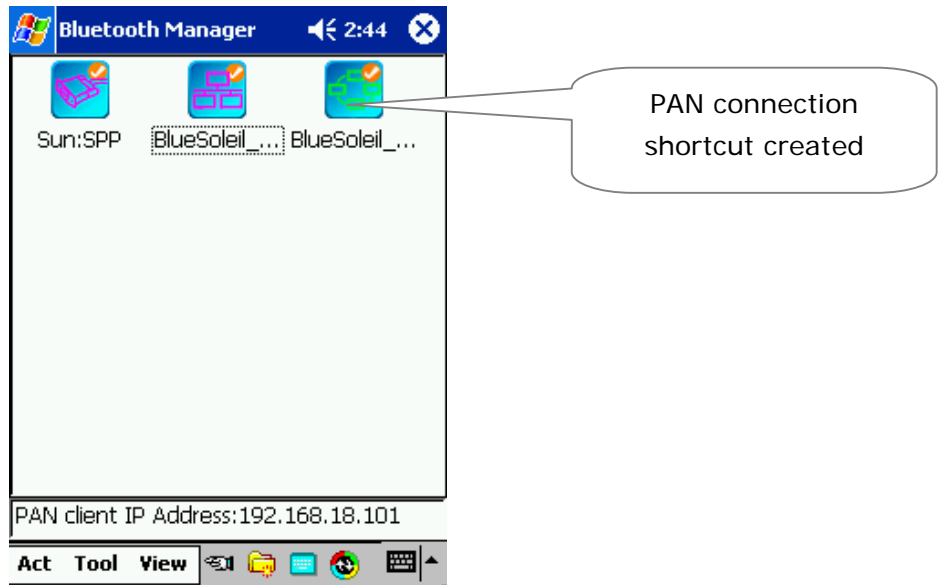 Bluetooth Manager 2:44
Sun:SPP BlueSoleil_... BlueSoleil_...
PAN connection
shortcut created
PAN client IP Address:192.168.18.101
Act Tool View